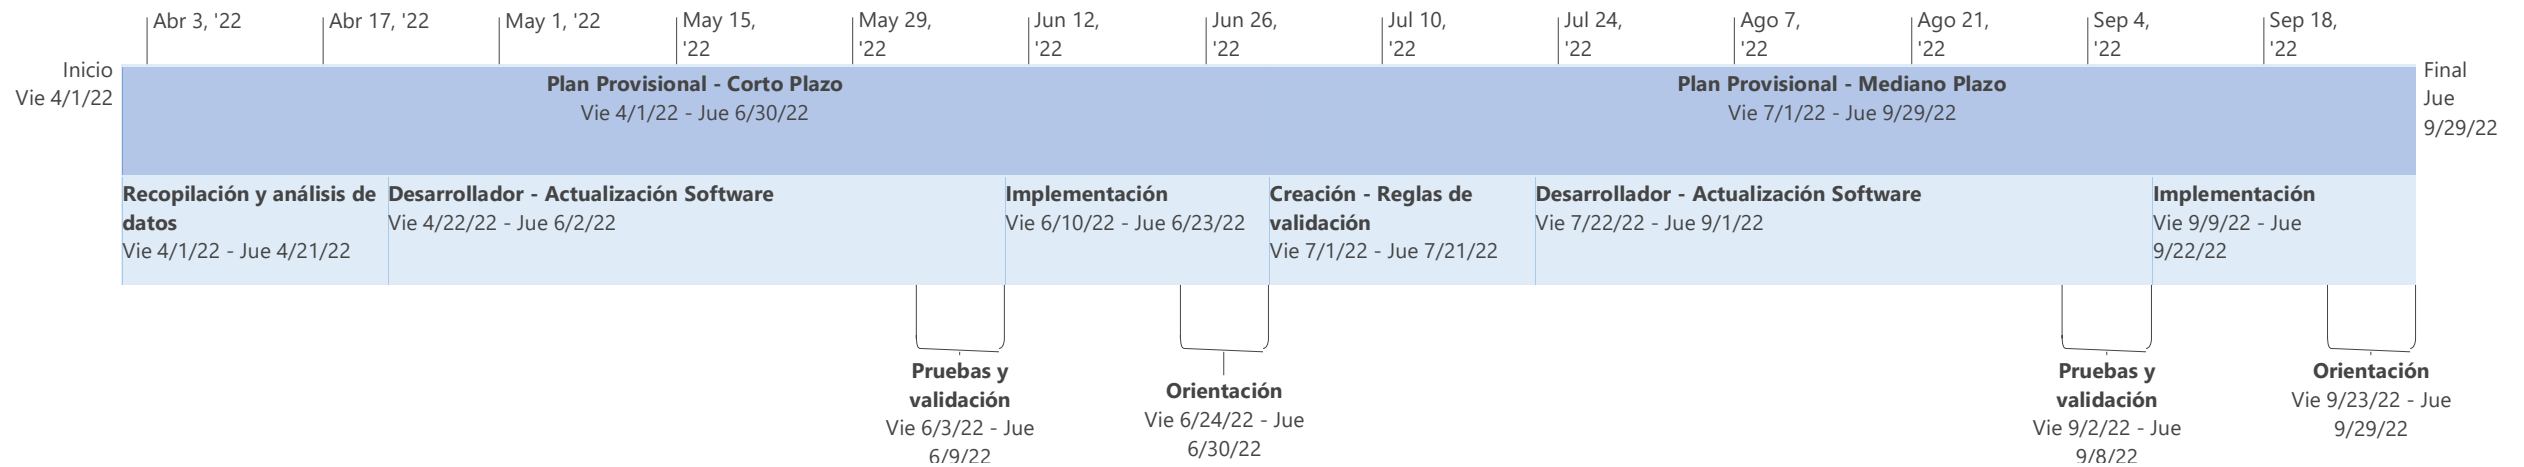 Abr 3, '22
Abr 17, '22
May 1, '22
May 15,
'22
May 29,
'22
Jun 12,
'22
Jun 26,
'22
Jul 10,
'22
Jul 24,
'22
Ago 7,
'22
Ago 21,
'22
Sep 4,
'22
Sep 18,
'22
Inicio
Vie 4/1/22
Plan Provisional - Corto Plazo
Vie 4/1/22 - Jue 6/30/22
Plan Provisional - Mediano Plazo
Vie 7/1/22 - Jue 9/29/22
Final
Jue
9/29/22
Recopilación y análisis de
datos
Vie 4/1/22 - Jue 4/21/22
Desarrollador - Actualización Software
Vie 4/22/22 - Jue 6/2/22
Implementación
Vie 6/10/22 - Jue 6/23/22
Creación - Reglas de
validación
Vie 7/1/22 - Jue 7/21/22
Desarrollador - Actualización Software
Vie 7/22/22 - Jue 9/1/22
Implementación
Vie 9/9/22 - Jue
9/22/22
Pruebas y
validación
Vie 6/3/22 - Jue
6/9/22
Orientación
Vie 6/24/22 - Jue
6/30/22
Pruebas y
validación
Vie 9/2/22 - Jue
9/8/22
Orientación
Vie 9/23/22 - Jue
9/29/22